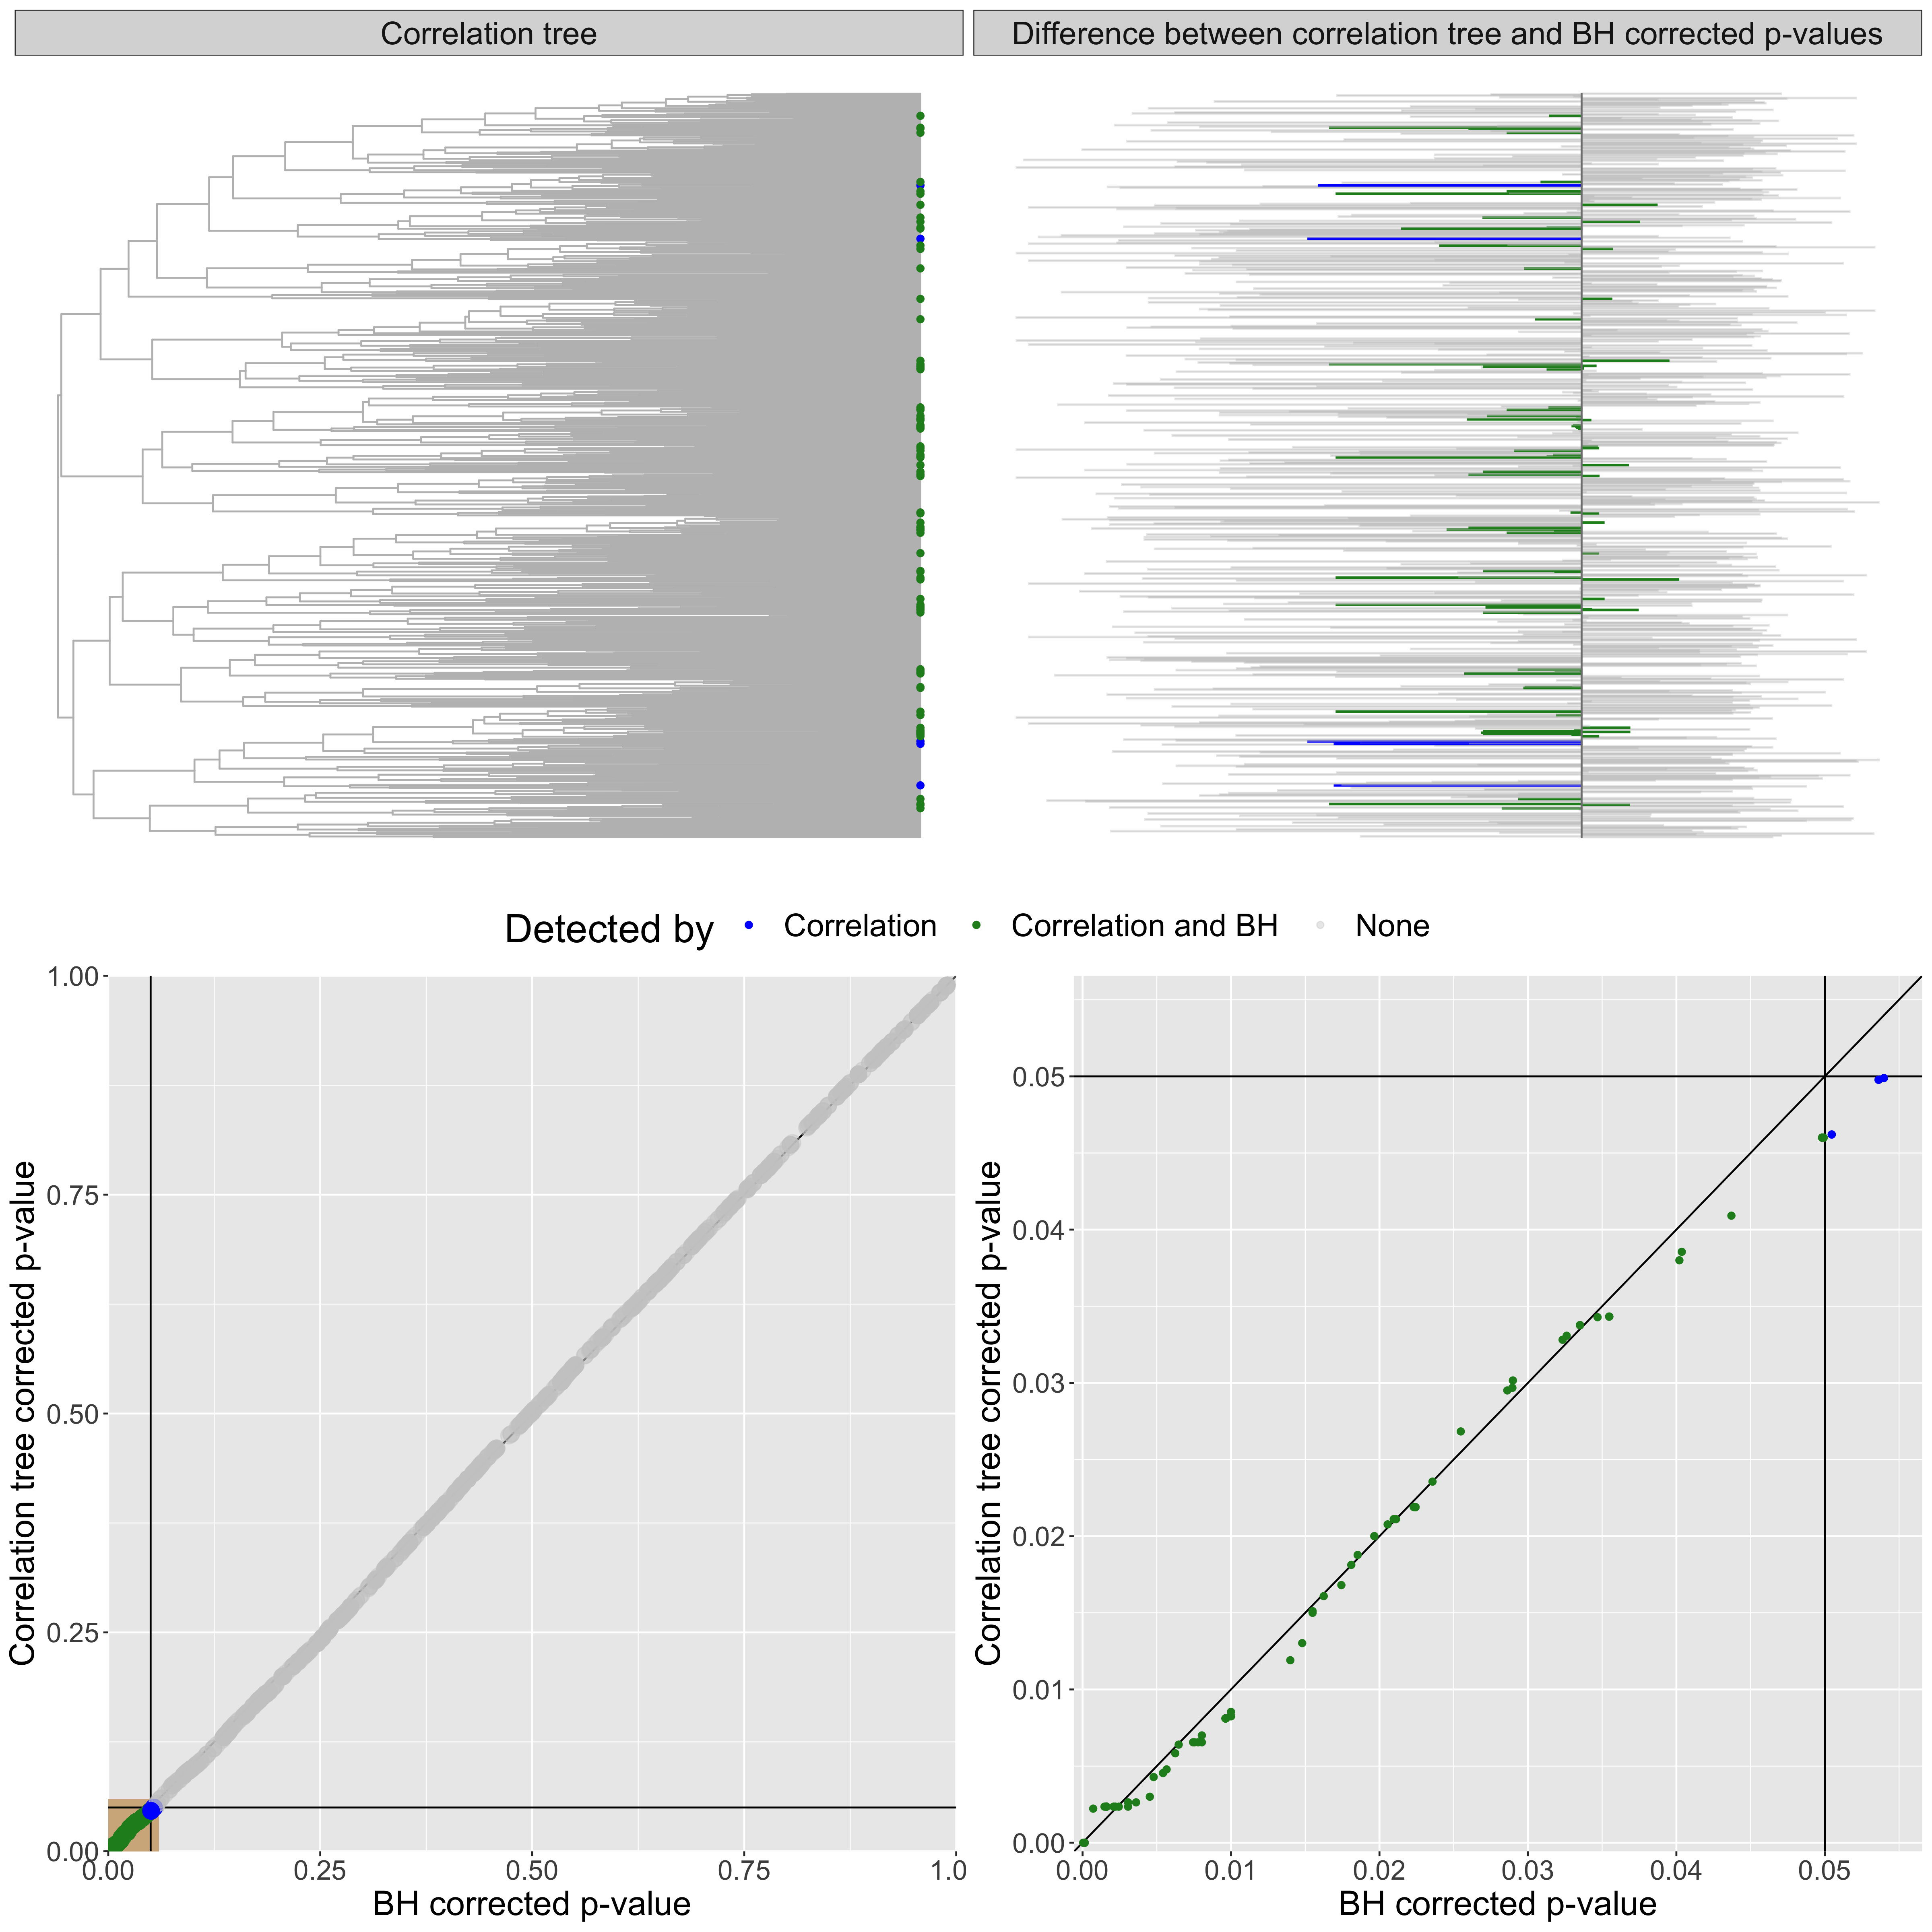 Correlation tree
Difference between correlation tree and BH corrected p-values
Detected by
Correlation
Correlation and BH
None
Correlation tree corrected p-value
1.00
0.75
0.50
0.25
0.00
0.00
0.25
0.50
0.75
1.0
BH corrected p-value
Correlation tree corrected p-value
0.05
0.04
0.03
0.02
0.01
0.00
0.00
0.01
0.02
0.03
0.04
0.05
BH corrected p-value